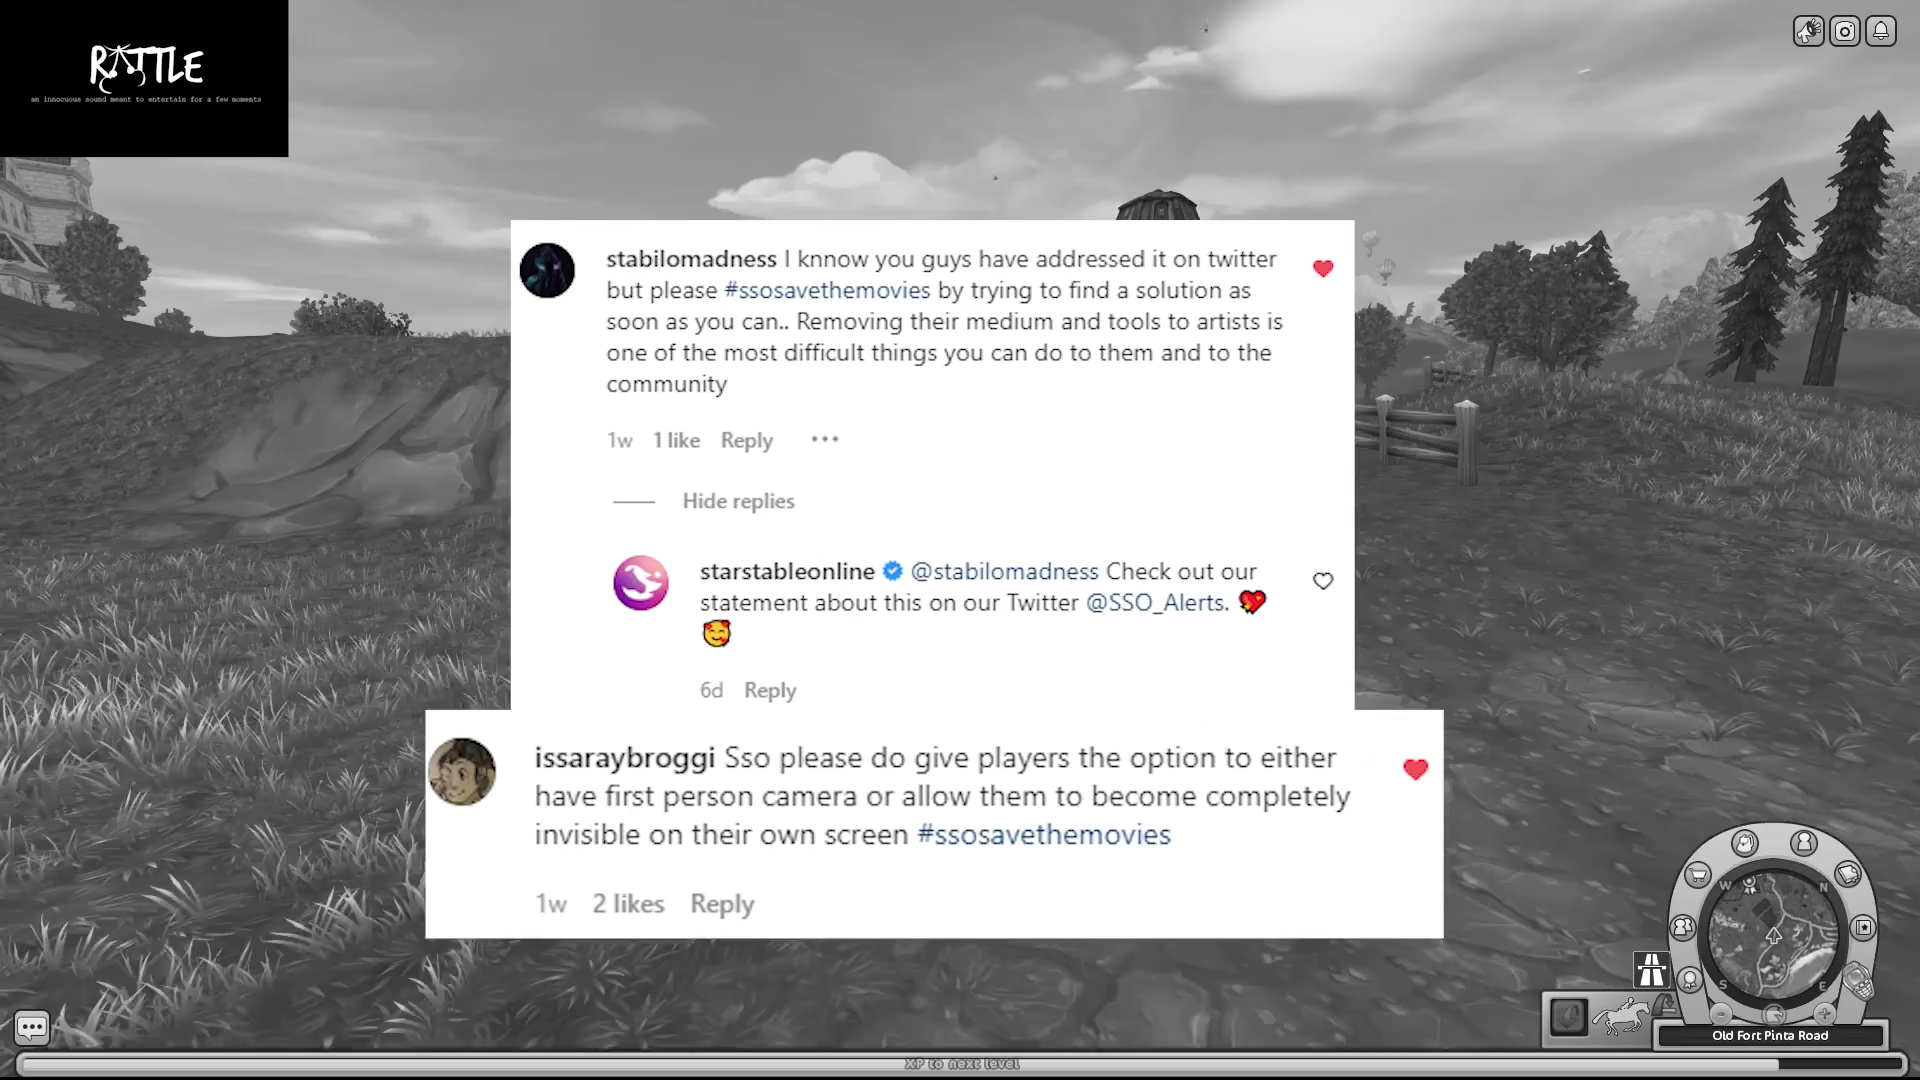 RATTLE
an innocuous sound meant to entertain for a few moments
stabilomadness I knnow you guys have addressed it on twitter
but please #ssosavethemovies by trying to find a solution as
soon as you can.. Removing their medium and tools to artists is
one of the most difficult things you can do to them and to the
community
1w 1 like Reply •••
Hide replies
starstableonline @stabilomadness Check out our
statement about this on our Twitter @SSO_Alerts. 💖
🥰
6d Reply
issaraybroggi Sso please do give players the option to either
have first person camera or allow them to become completely
invisible on their own screen #ssosavethemovies
1w 2 likes Reply
W N
S E
Old Fort Pinta Road
XP to next level